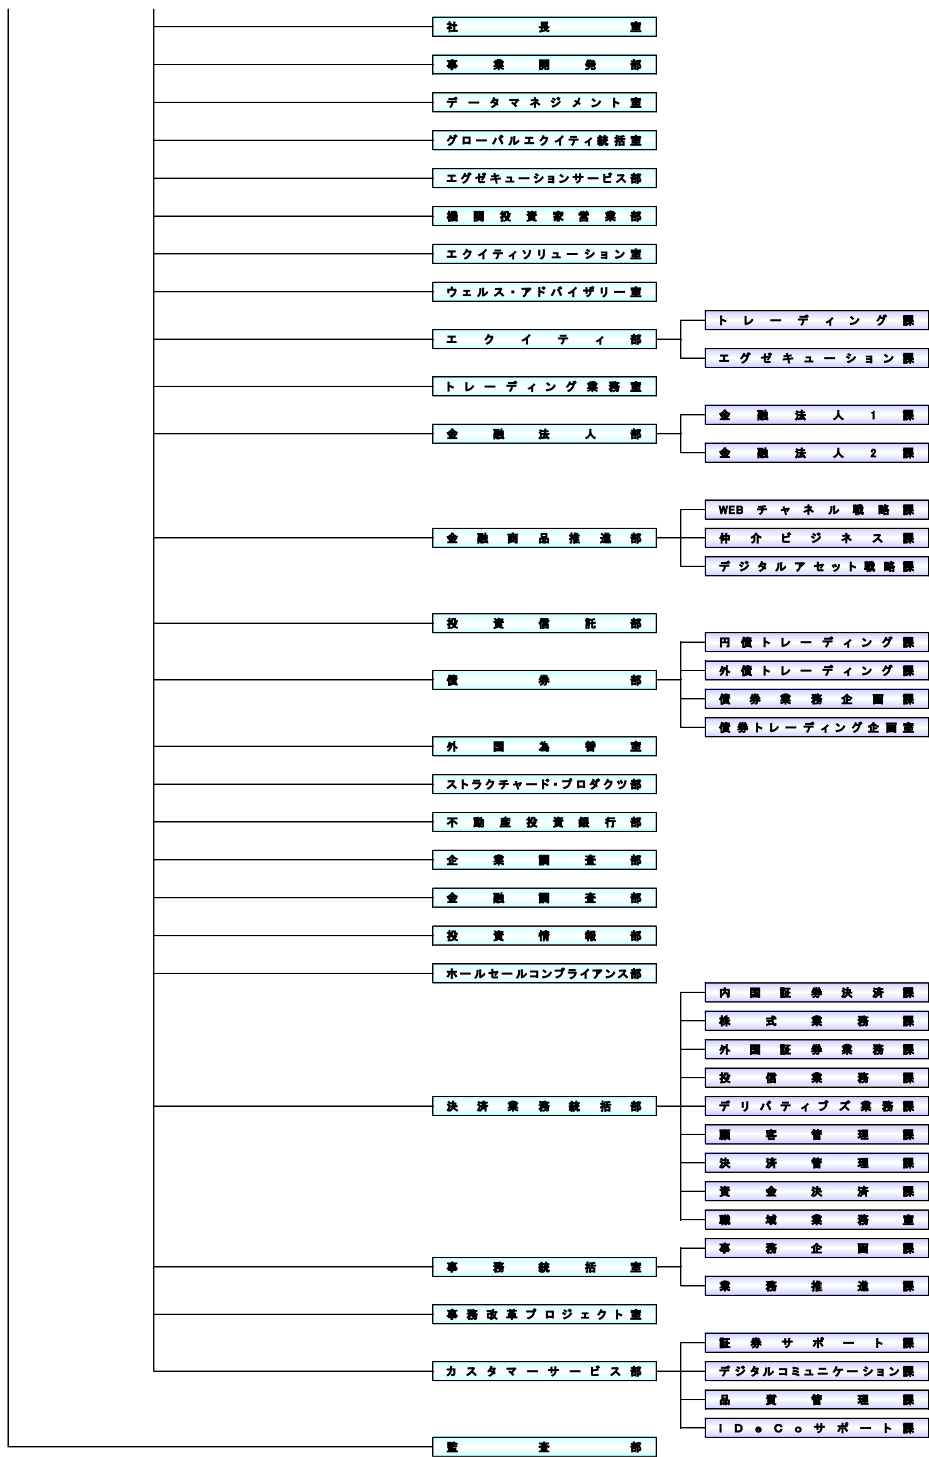 社長室
事業開発部
データマネジメント室
グローバルエクイティ統括室
エグゼキューションサービス部
機関投資家営業部
エクイティソリューション室
ウェルス・アドバイザリー室
トレーディング課
エクイティ部
エグゼキューション課
トレーディング業務室
金融法人1課
金融法人部
金融法人2課
WEBチャネル戦略課
金融商品推進部
仲介ビジネス課
デジタルアセット戦略課
投資信託部
円債トレーディング課
外債トレーディング課
債券部
債券業務企画課
債券トレーディング企画室
外国為替室
ストラクチャード・プロダクツ部
不動産投資銀行部
企業調査部
金融調査部
投資情報部
ホールセールコンプライアンス部
内国証券決済課
株式業務課
外国証券業務課
投信業務課
決済業務統括部
デリバティブズ業務課
顧客管理課
決済管理課
資金決済課
職域業務室
事務企画課
事務統括室
業務推進課
事務改革プロジェクト室
証券サポート課
カスタマーサービス部
デジタルコミュニケーション課
品質管理課
iDeCoサポート課
監査部